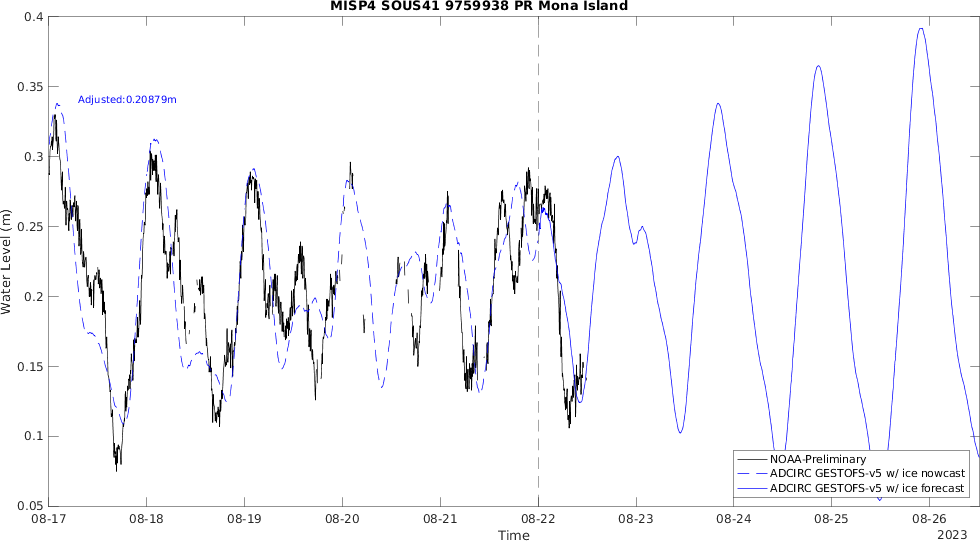 MISP4 SOUS41 9759938 PR Mona Island
0.4
0.35
0.3
0.25
0.2
0.15
0.1
0.05
Water Level (m)
Adjusted:0.20879m
NOAA-Preliminary
ADCIRC GESTOFS-v5 w/ ice nowcast
ADCIRC GESTOFS-v5 w/ ice forecast
08-17 08-18 08-19 08-20 08-21 08-22 08-23 08-24 08-25 08-26
Time
2023